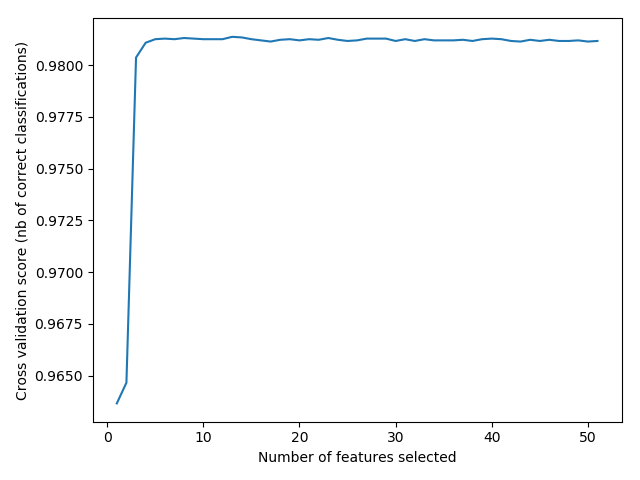 Cross validation score (nb of correct classifications)
0.9800
0.9775
0.9750
0.9725
0.9700
0.9675
0.9650
0 10 20 30 40 50
Number of features selected